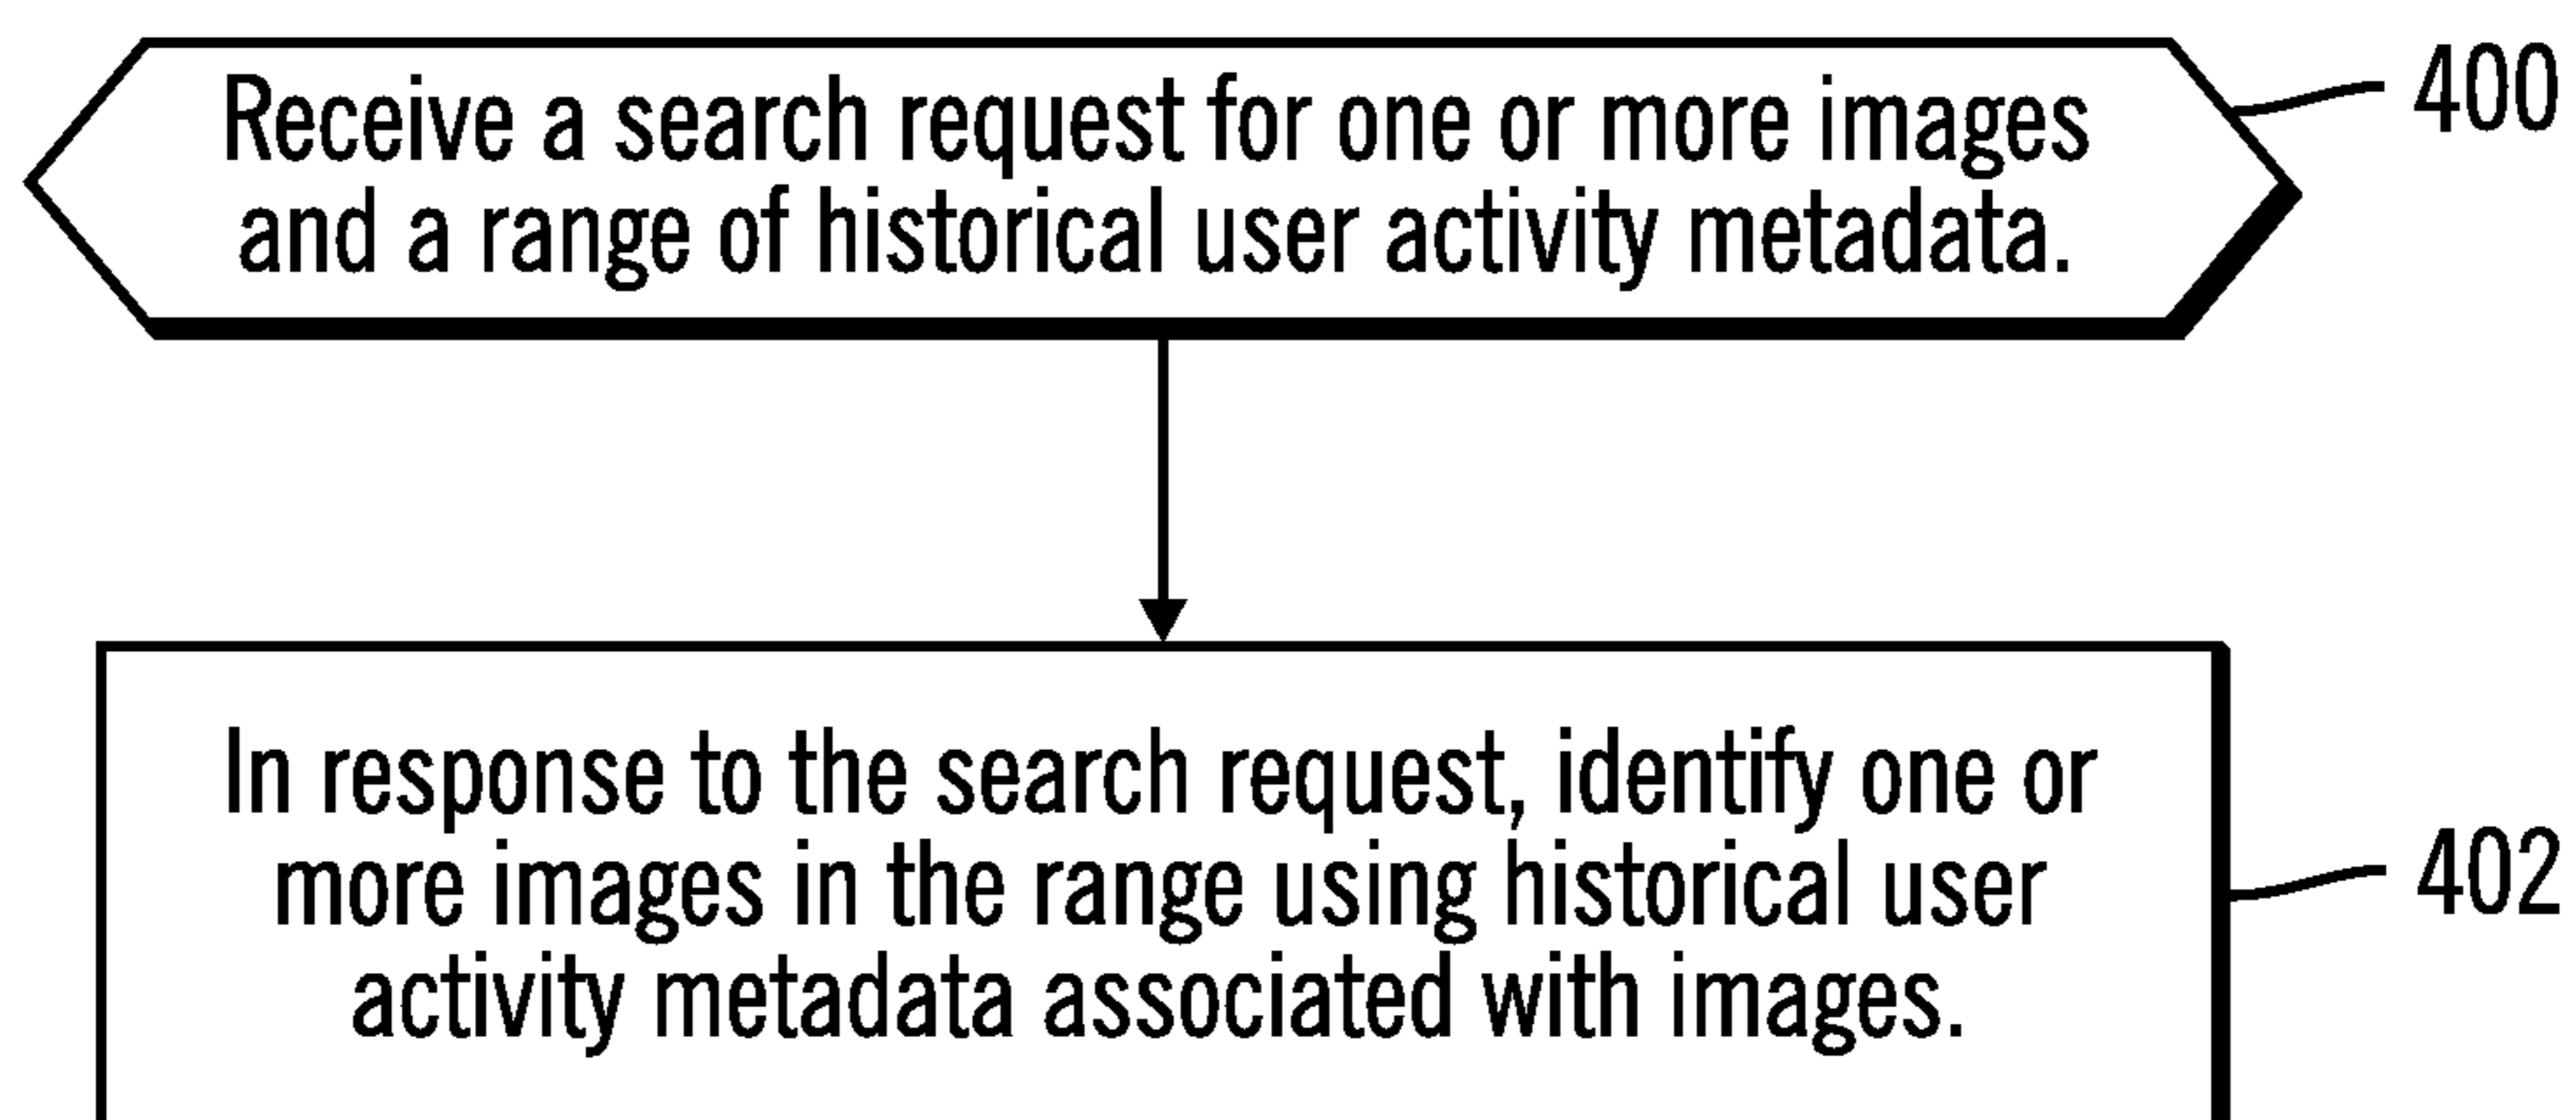 Receive a search request for one or more images
and a range of historical user activity metadata.
400
In response to the search request, identify one or
more images in the range using historical user
activity metadata associated with images.
402